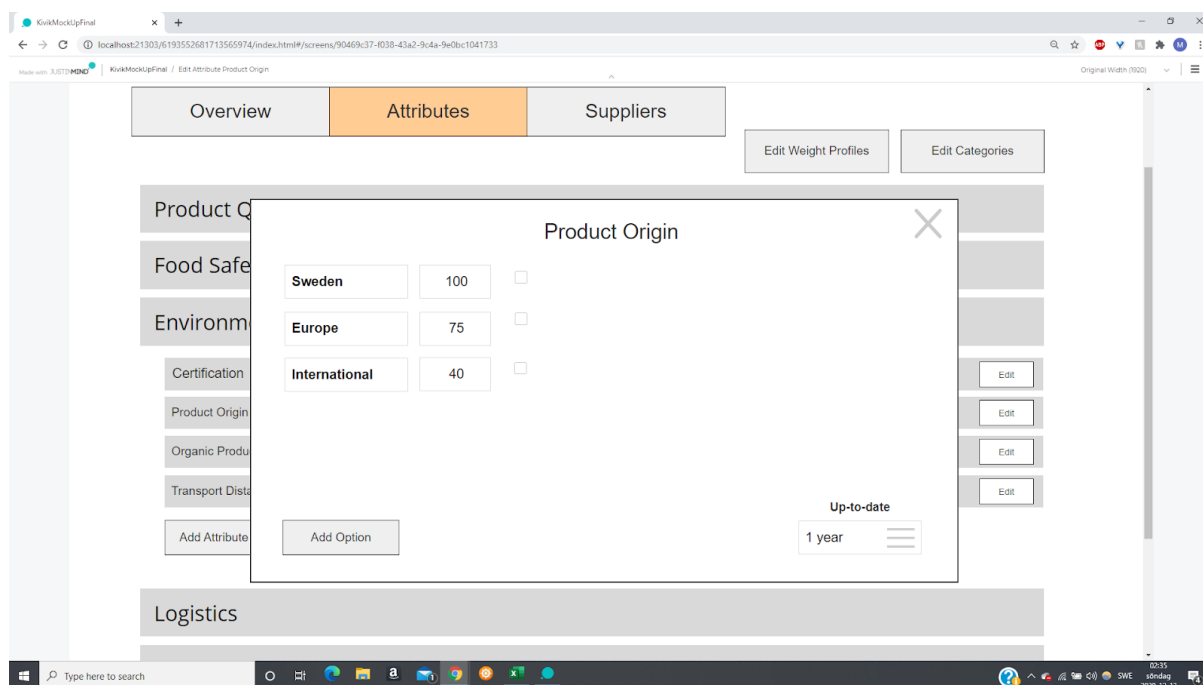 KivikMockUpFinal
localhost:21303/6193552681713565974/index.html#/screens/90469c37-f038-43a2-9c4a-9e0bc1041733
Made with JUSTINMIND
KivikMockUpFinal / Edit Attribute Product Origin
Original Width (1920)
Overview
Attributes
Suppliers
Edit Weight Profiles
Edit Categories
Product Q
Product Origin
Food Safe
Sweden 100
Environm
Europe 75
Certification
International 40
Edit
Product Origin
Edit
Organic Produ
Edit
Transport Dista
Edit
Up-to-date
Add Attribute
Add Option
1 year
Logistics
Type here to search
SWE
02:35
söndag